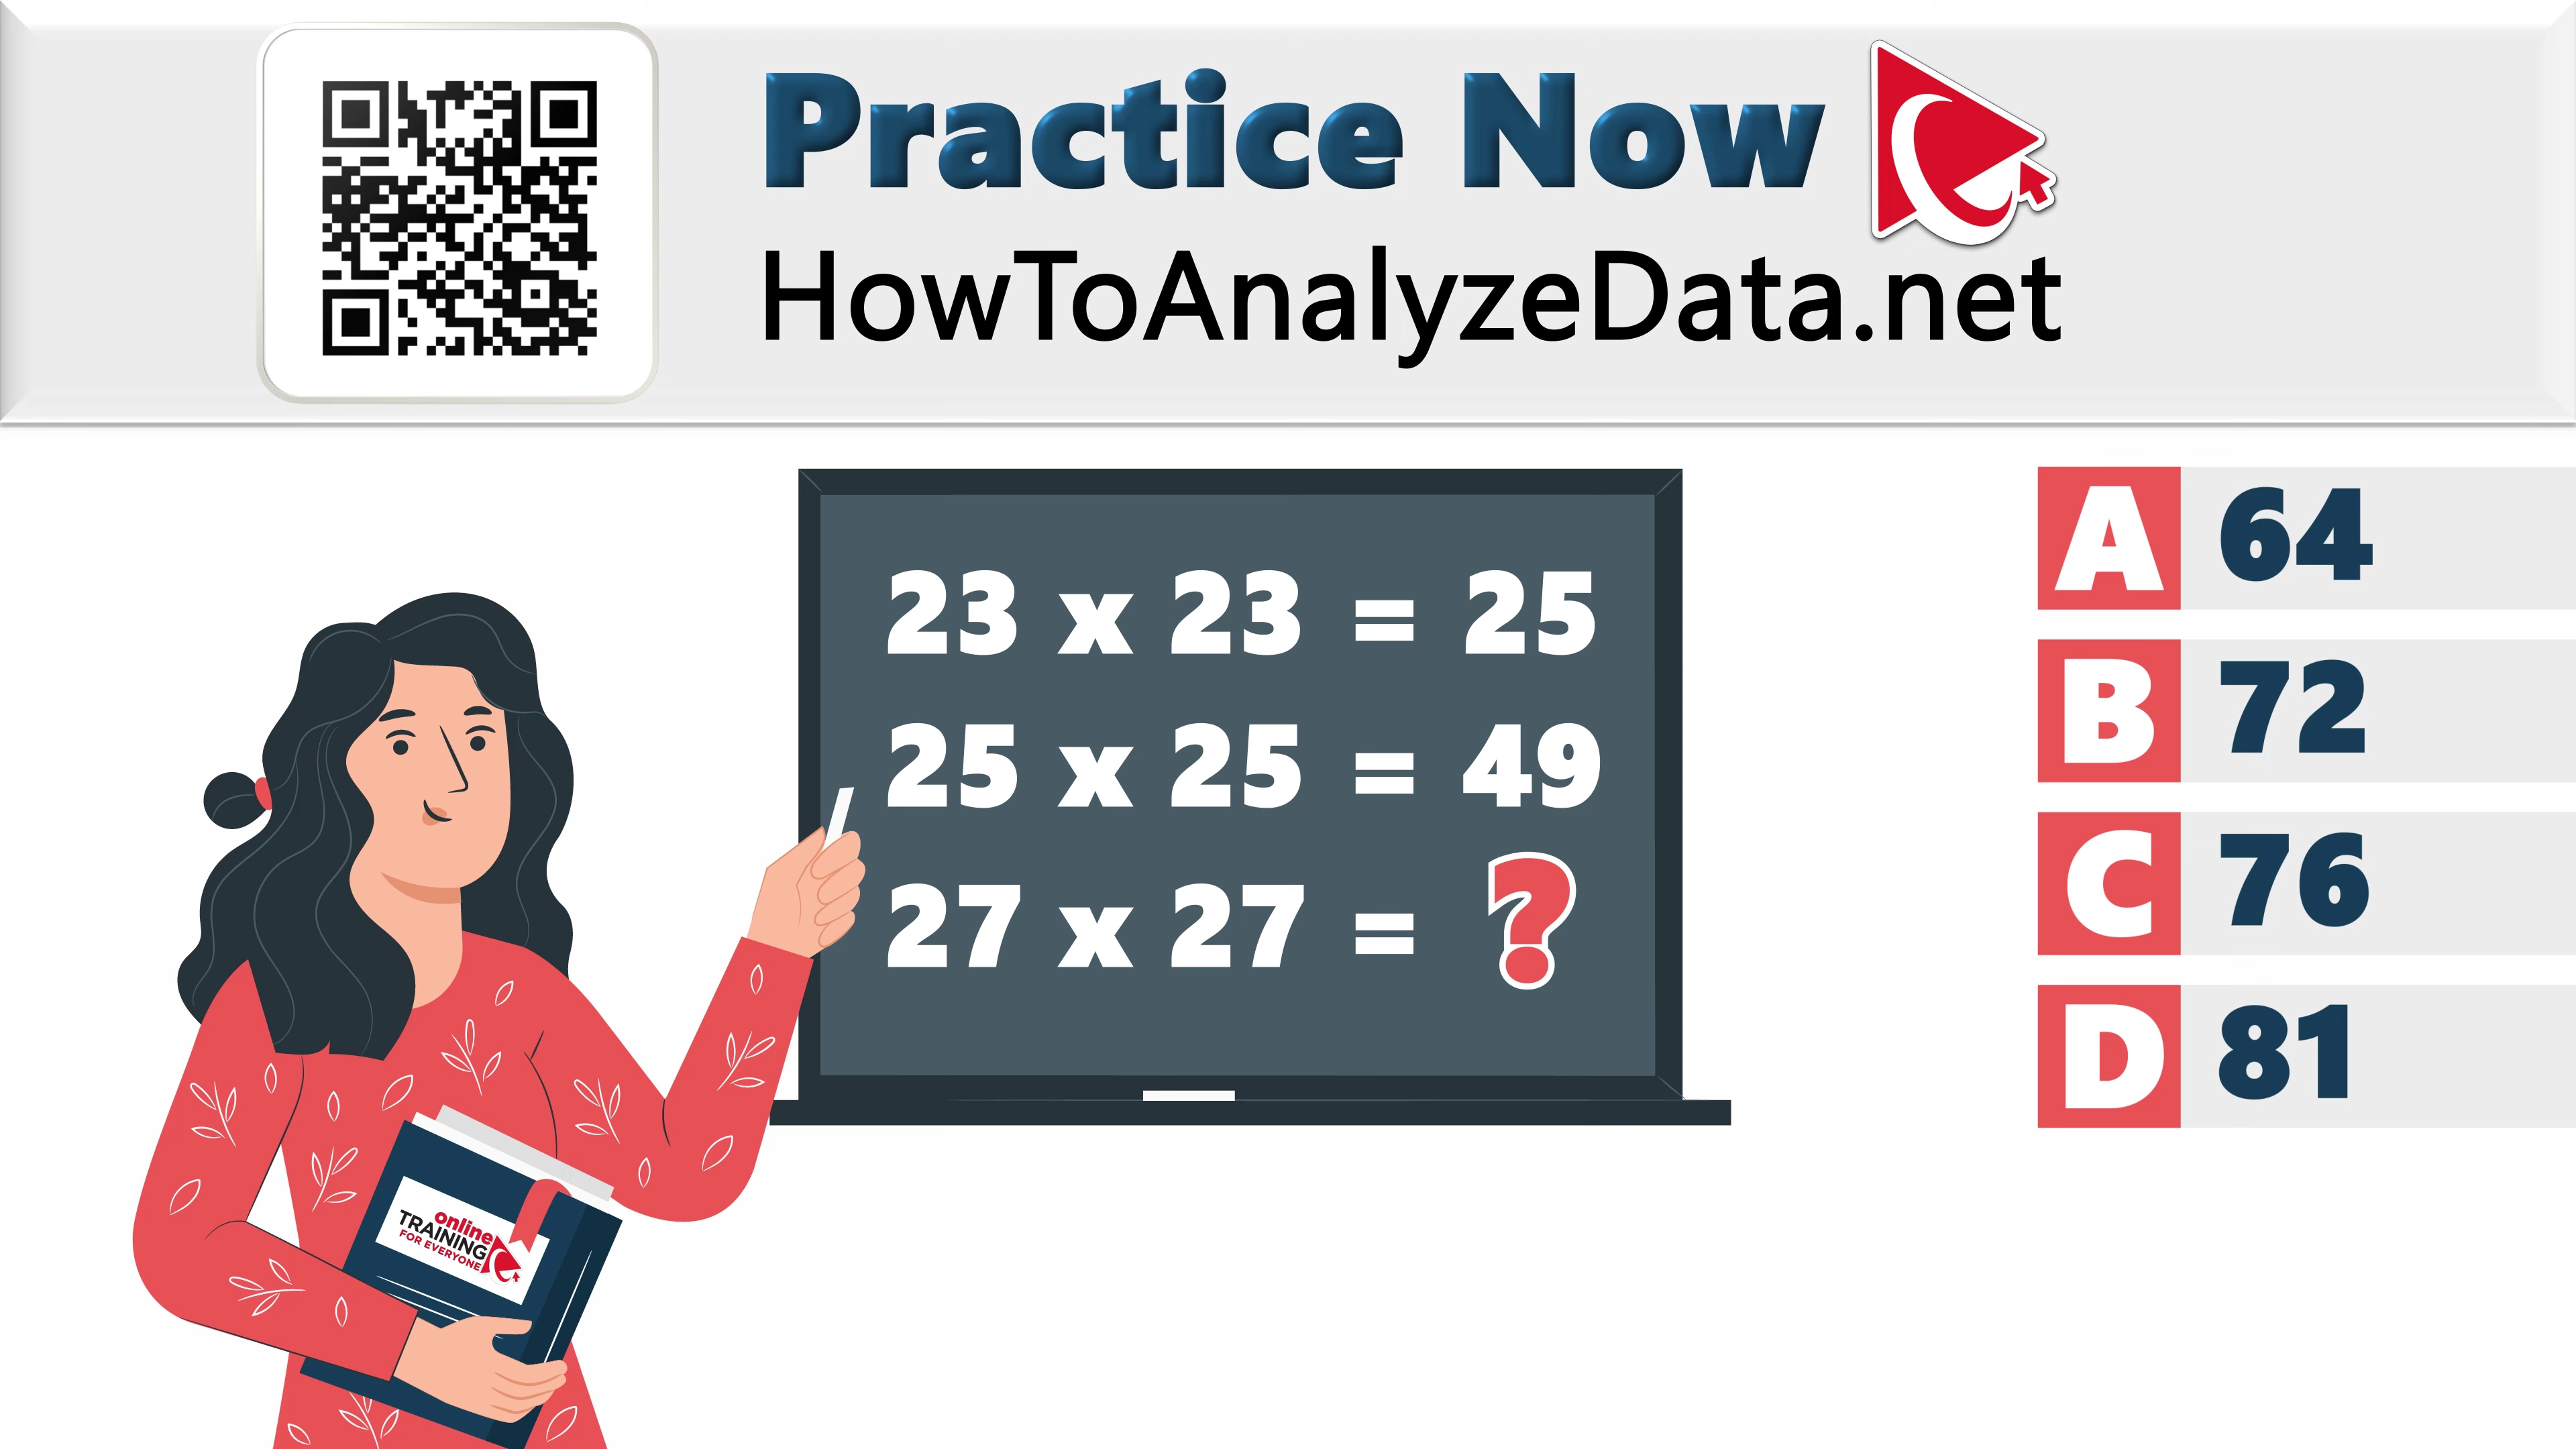 Practice Now
HowToAnalyzeData.net
23 x 23 = 25
25 x 25 = 49
27 x 27 = ?
A 64
B 72
C 76
D 81
online
TRAINING
FOR EVERYONE